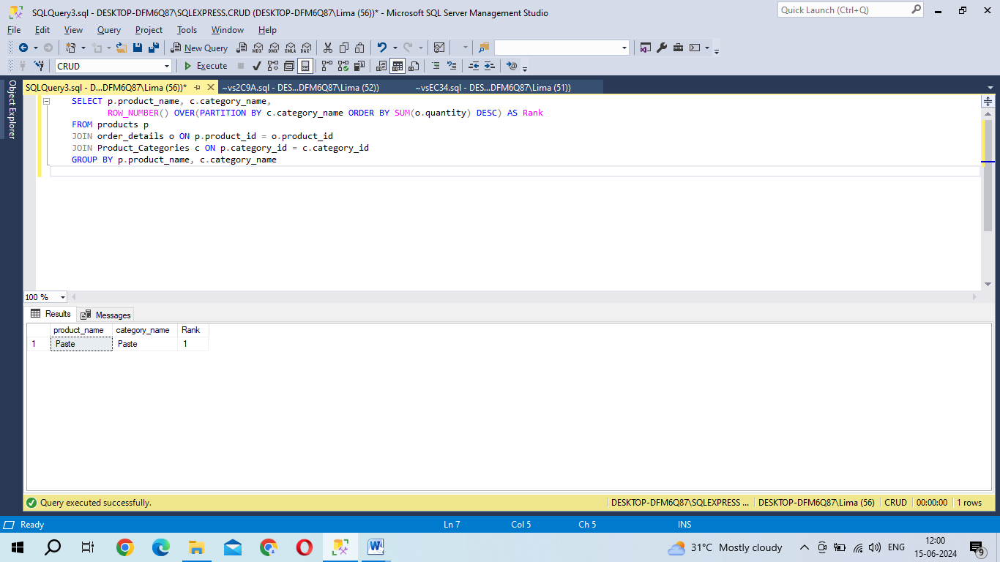 SQLQuery3.sql - DESKTOP-DFM6Q87\SQLEXPRESS.CRUD (DESKTOP-DFM6Q87\Lima (56))* - Microsoft SQL Server Management Studio
Quick Launch (Ctrl+Q)
File Edit View Query Project Tools Window Help
New Query MDX DMX XMLA DAX
CRUD Execute
Object Explorer
SQLQuery3.sql - D...DFM6Q87\Lima (56))* ~vs2C9A.sql - DES...DFM6Q87\Lima (52)) ~vsEC34.sql - DES...DFM6Q87\Lima (51))
SELECT p.product_name, c.category_name,
ROW_NUMBER() OVER(PARTITION BY c.category_name ORDER BY SUM(o.quantity) DESC) AS Rank
FROM products p
JOIN order_details o ON p.product_id = o.product_id
JOIN Product_Categories c ON p.category_id = c.category_id
GROUP BY p.product_name, c.category_name
100 %
Results Messages
product_name category_name Rank
1 Paste Paste 1
Query executed successfully. DESKTOP-DFM6Q87\SQLEXPRESS ... DESKTOP-DFM6Q87\Lima (56) CRUD 00:00:00 1 rows
Ready Ln 7 Col 5 Ch 5 INS
31°C Mostly cloudy ENG 12:00
15-06-2024 9